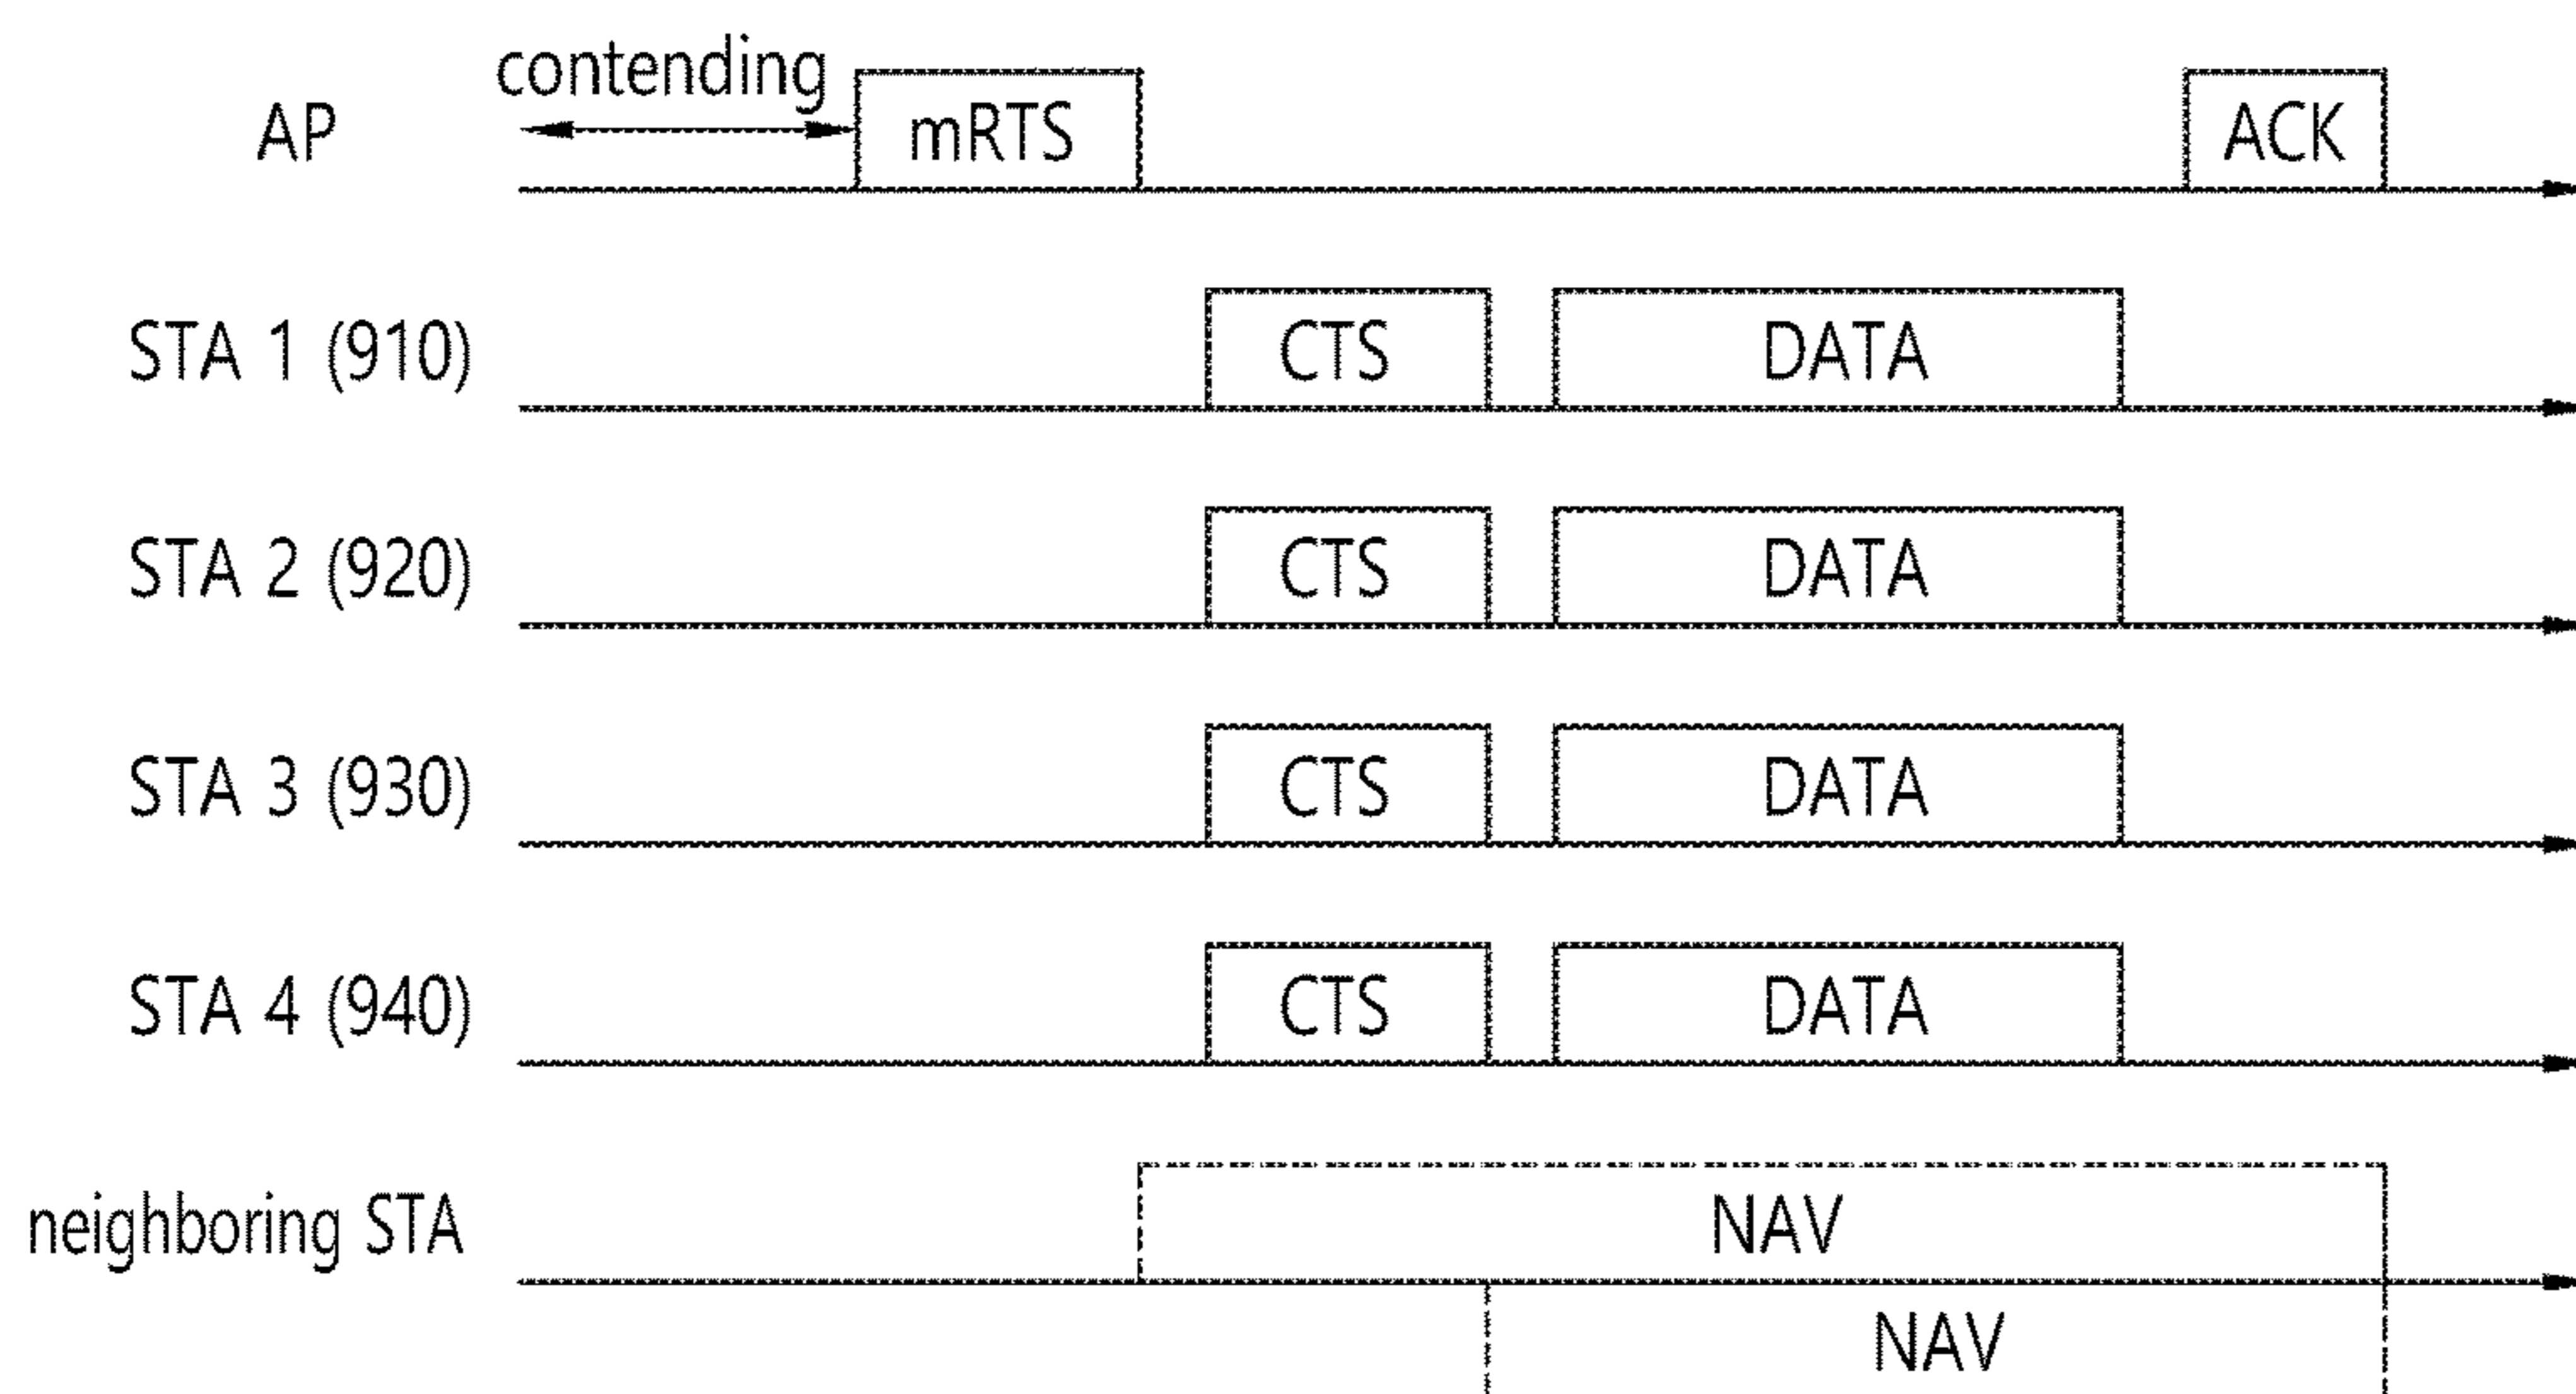 contending
AP mRTS ACK
STA 1 (910) CTS DATA
STA 2 (920) CTS DATA
STA 3 (930) CTS DATA
STA 4 (940) CTS DATA
neighboring STA NAV
NAV